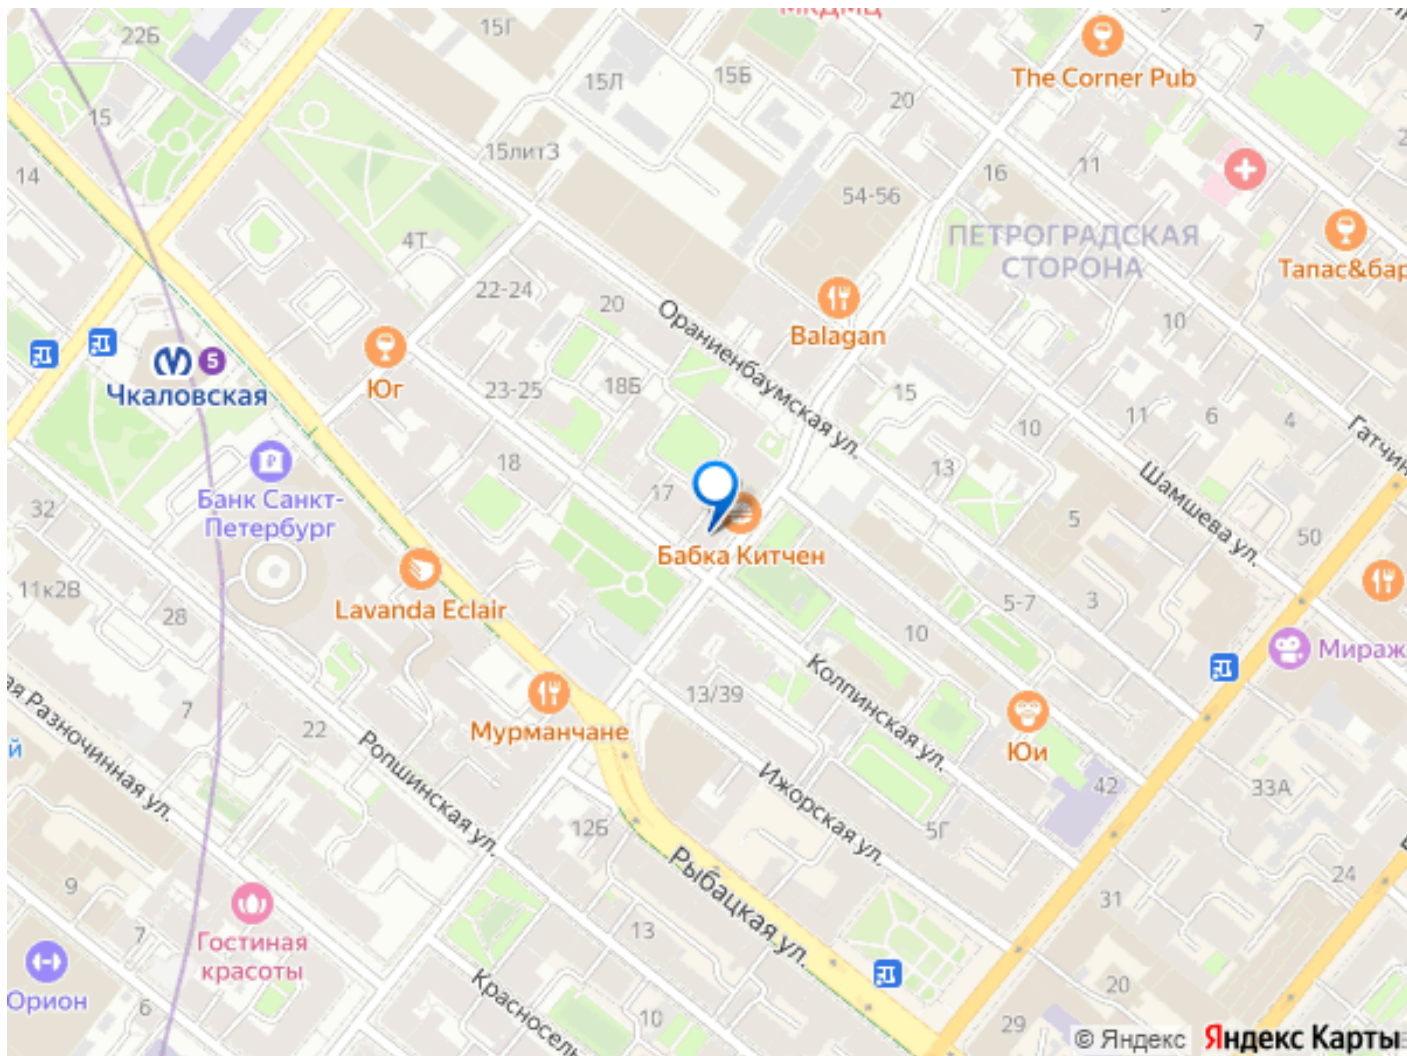 МКДМЦ
22Б
15Г
7
15Л
15Б
The Corner Pub
20
15
15лит3
14
11
16
54-56
4Т
ПЕТРОГРАДСКАЯ
СТОРОНА
Тапас&бар
22-24
20
Ораниенбаумская ул.
Balagan
10
5
Чкаловская
Юг
23-25
18Б
15
11
6
4
Гатчин
10
18
13
Шамшева ул.
Банк Санкт-
Петербург
17
32
5
50
Бабка Китчен
11к2В
28
Lavanda Eclair
5-7
3
10
Мираж
ая Разночинная ул.
7
13/39
Колпинская ул.
й
22
Мурманчане
Юи
Ропшинская ул.
Ижорская ул.
42
33А
12Б
5Г
Рыбацкая ул.
24
9
31
7
Гостиная
красоты
13
Орион
6
Красносель
20
10
29
© Яндекс Яндекс Карты